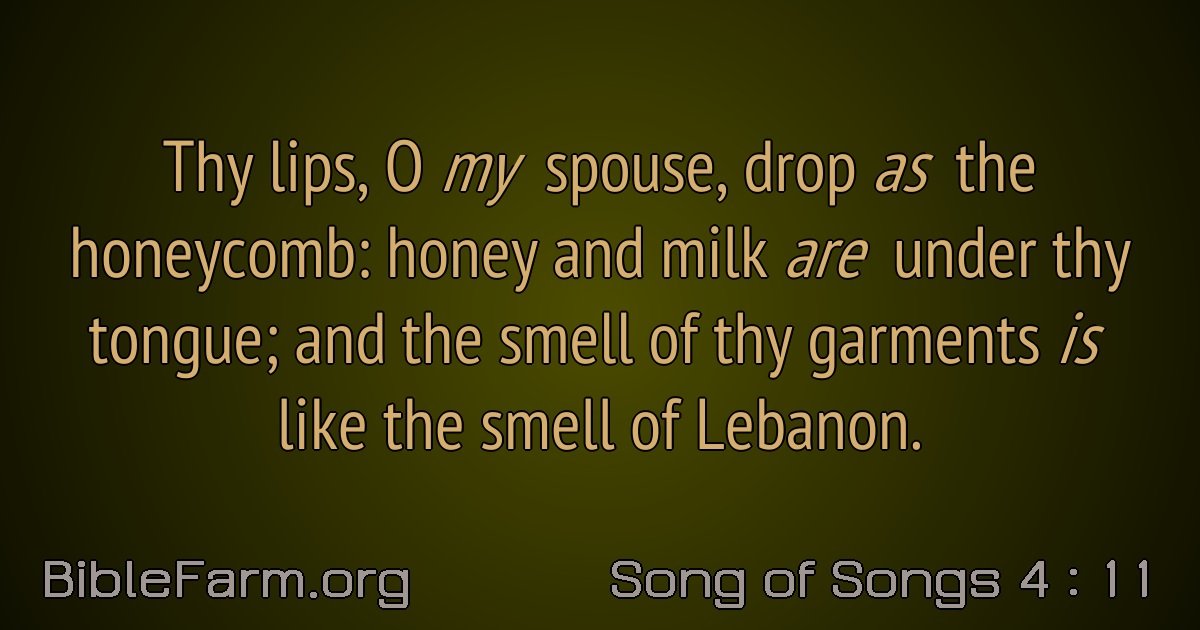 Thy lips, O my spouse, drop as the
honeycomb: honey and milk are under thy
tongue; and the smell of thy garments is
like the smell of Lebanon.
BibleFarm.org
Song of Songs 4 : 11